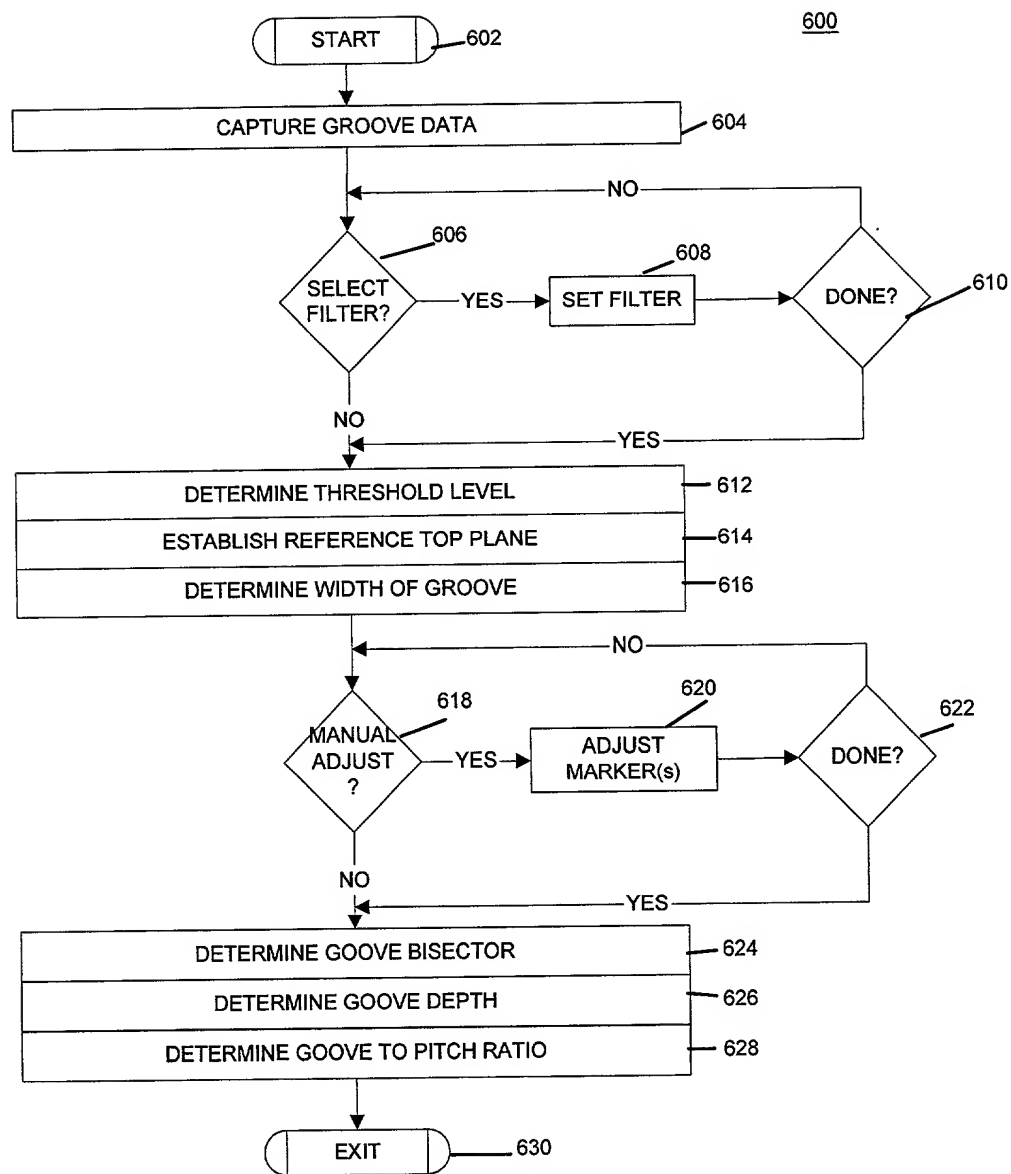 600
START
602
CAPTURE GROOVE DATA
604
NO
606
SELECT
FILTER?
YES
608
SET FILTER
DONE?
610
NO
YES
DETERMINE THRESHOLD LEVEL
612
ESTABLISH REFERENCE TOP PLANE
614
DETERMINE WIDTH OF GROOVE
616
NO
618
MANUAL
ADJUST
?
YES
620
ADJUST
MARKER(s)
DONE?
622
NO
YES
DETERMINE GOOVE BISECTOR
624
DETERMINE GOOVE DEPTH
626
DETERMINE GOOVE TO PITCH RATIO
628
EXIT
630